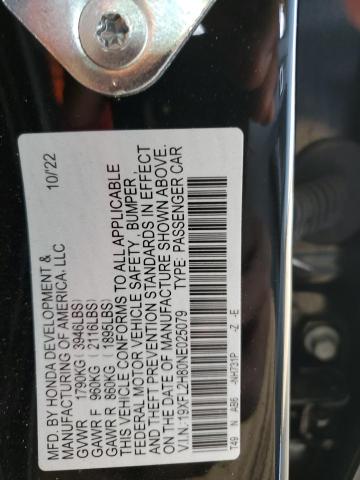 MFD. BY HONDA DEVELOPMENT &
MANUFACTURING OF AMERICA, LLC 10/22
GVWR 1790KG ( 3946LBS)
GAWR F 960KG ( 2116LBS)
GAWR R 860KG ( 1895LBS)
THIS VEHICLE CONFORMS TO ALL APPLICABLE
FEDERAL MOTOR VEHICLE SAFETY , BUMPER ,
AND THEFT PREVENTION STANDARDS IN EFFECT
ON THE DATE OF MANUFACTURE SHOWN ABOVE.
V.I.N.:19XFL2H80NE025079 TYPE: PASSENGER CAR
T49 N AB6 -NH731P -Z -E